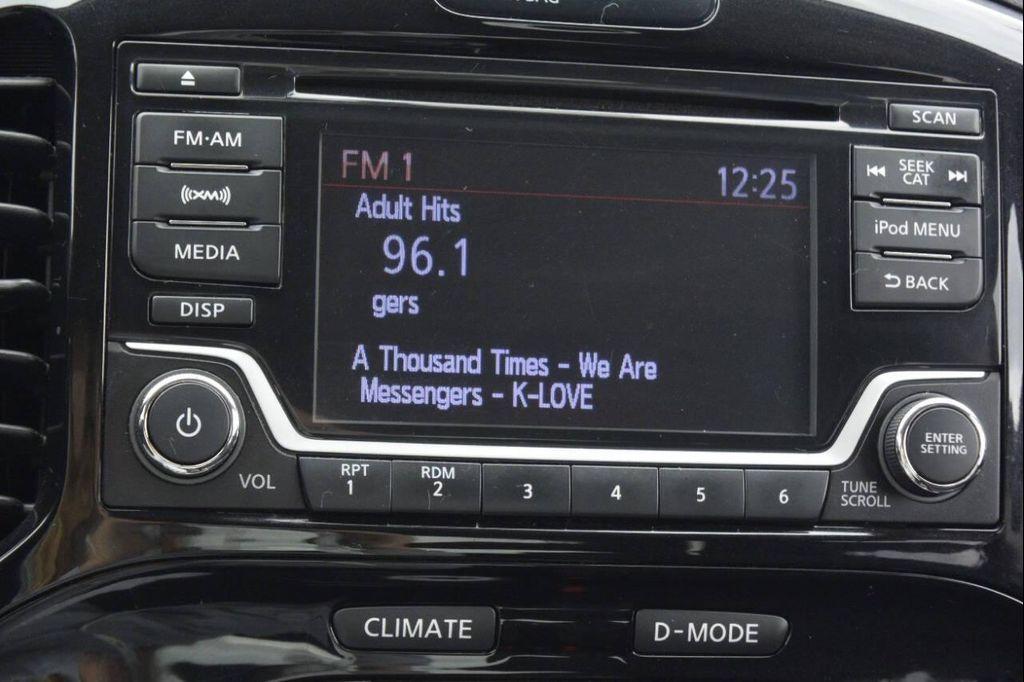 SCAN
FM·AM
SEEK
CAT
XM
MEDIA
iPod MENU
BACK
DISP
FM 1
12:25
Adult Hits
96.1
gers
A Thousand Times - We Are
Messengers - K-LOVE
VOL
RPT
1
RDM
2
3
4
5
6
TUNE
SCROLL
ENTER
SETTING
CLIMATE
D-MODE